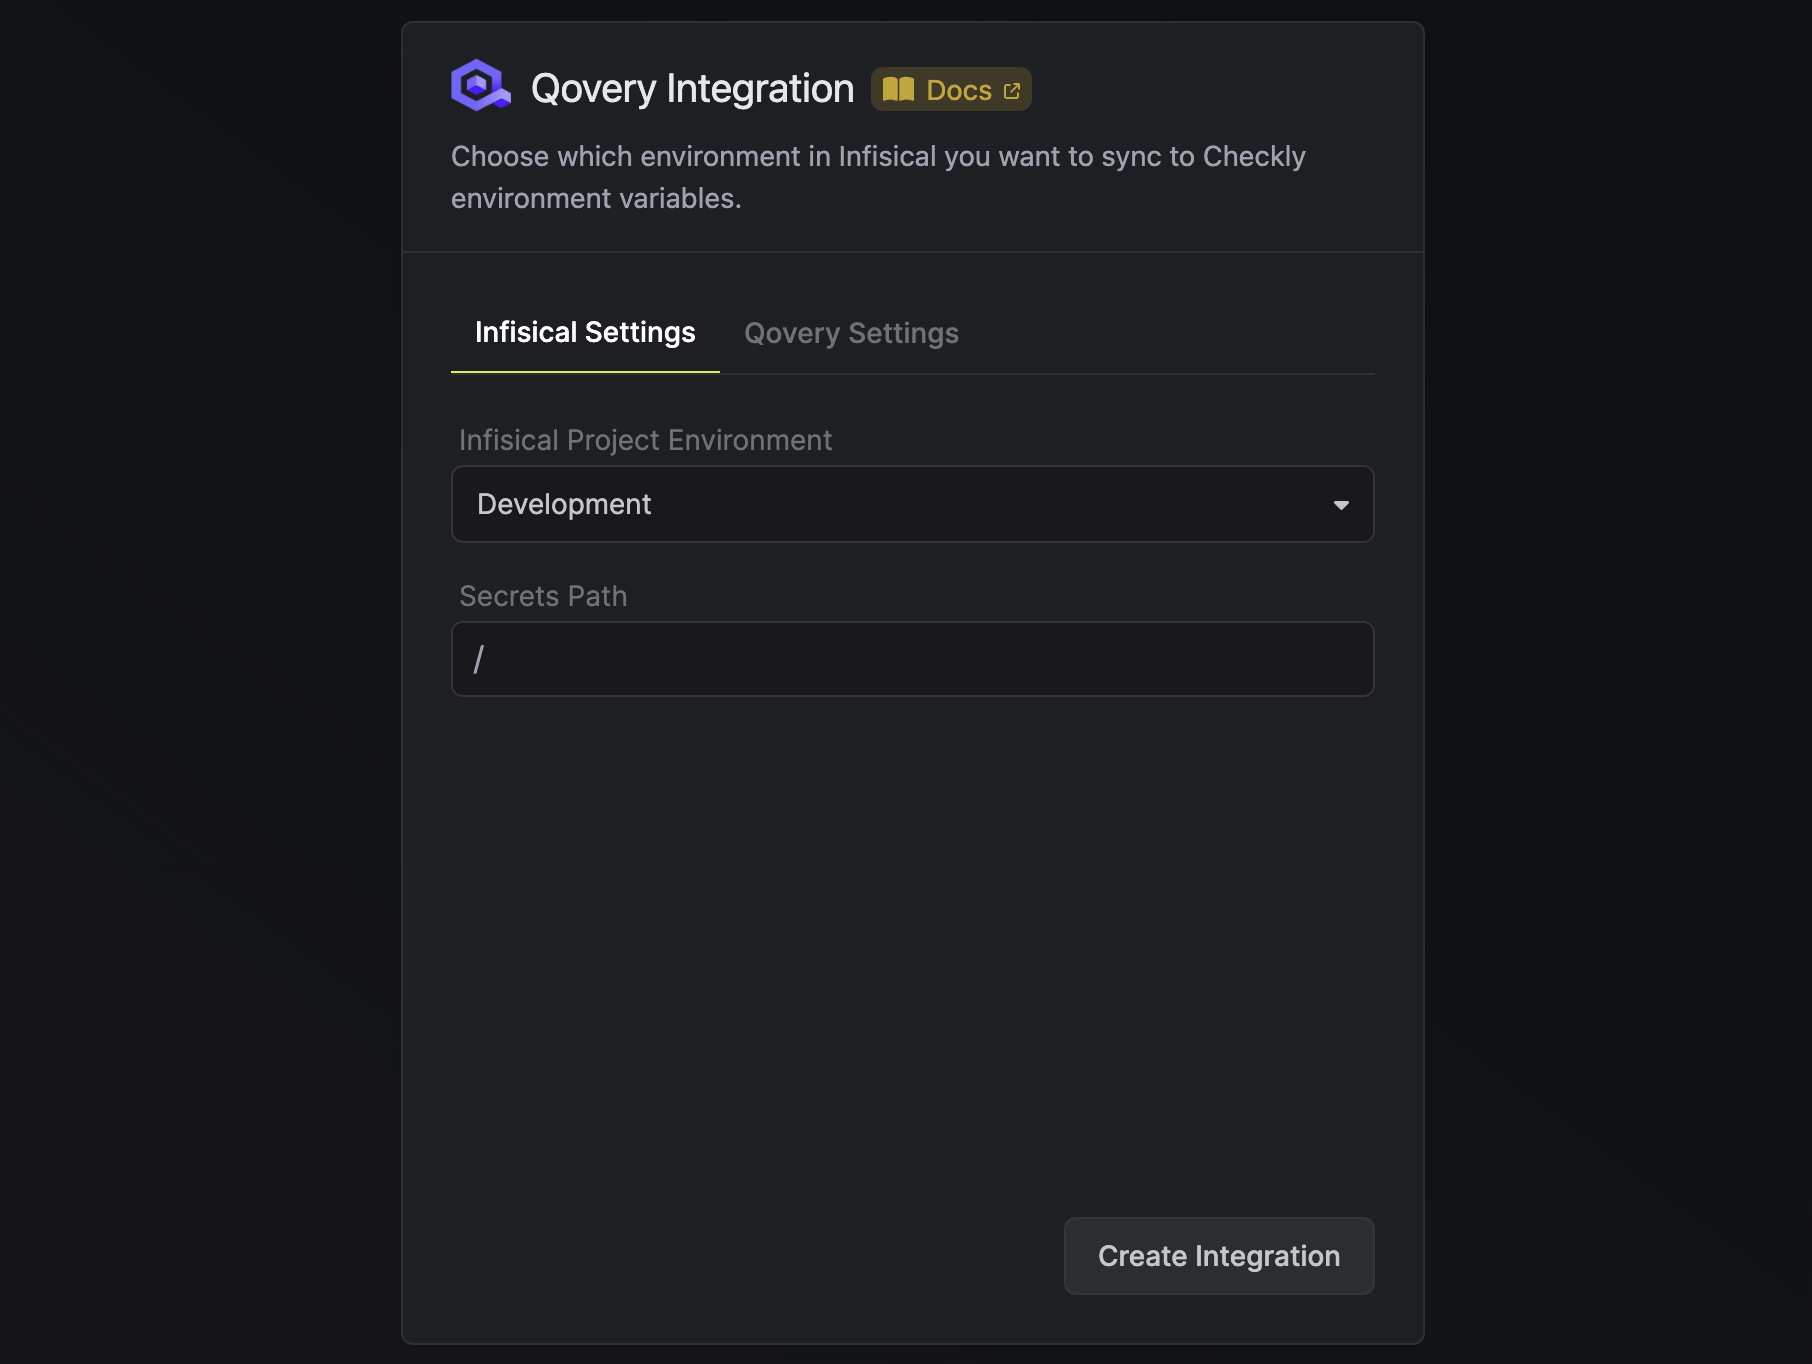 Qovery Integration
Docs
Choose which environment in Infisical you want to sync to Checkly
environment variables.
Infisical Settings
Qovery Settings
Infisical Project Environment
Development
Secrets Path
/
Create Integration